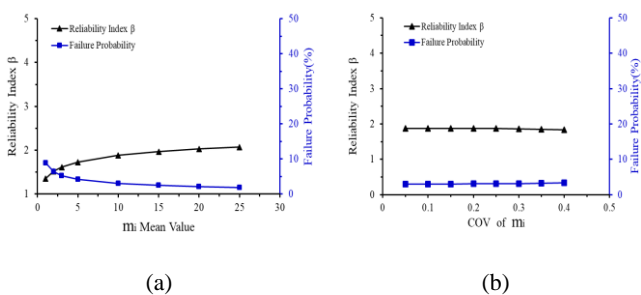 5
4
3
2
1
Reliability Index β
50
40
30
20
10
0
Failure Probability(%)
Reliability Index β
Failure Probability
0 5 10 15 20 25 30
mi Mean Value
(a)
5
4
3
2
1
0
Reliability Index β
50
40
30
20
10
0
Failure Probability(%)
Reliability Index β
Failure Probability
0 0.1 0.2 0.3 0.4 0.5
COV of mi
(b)